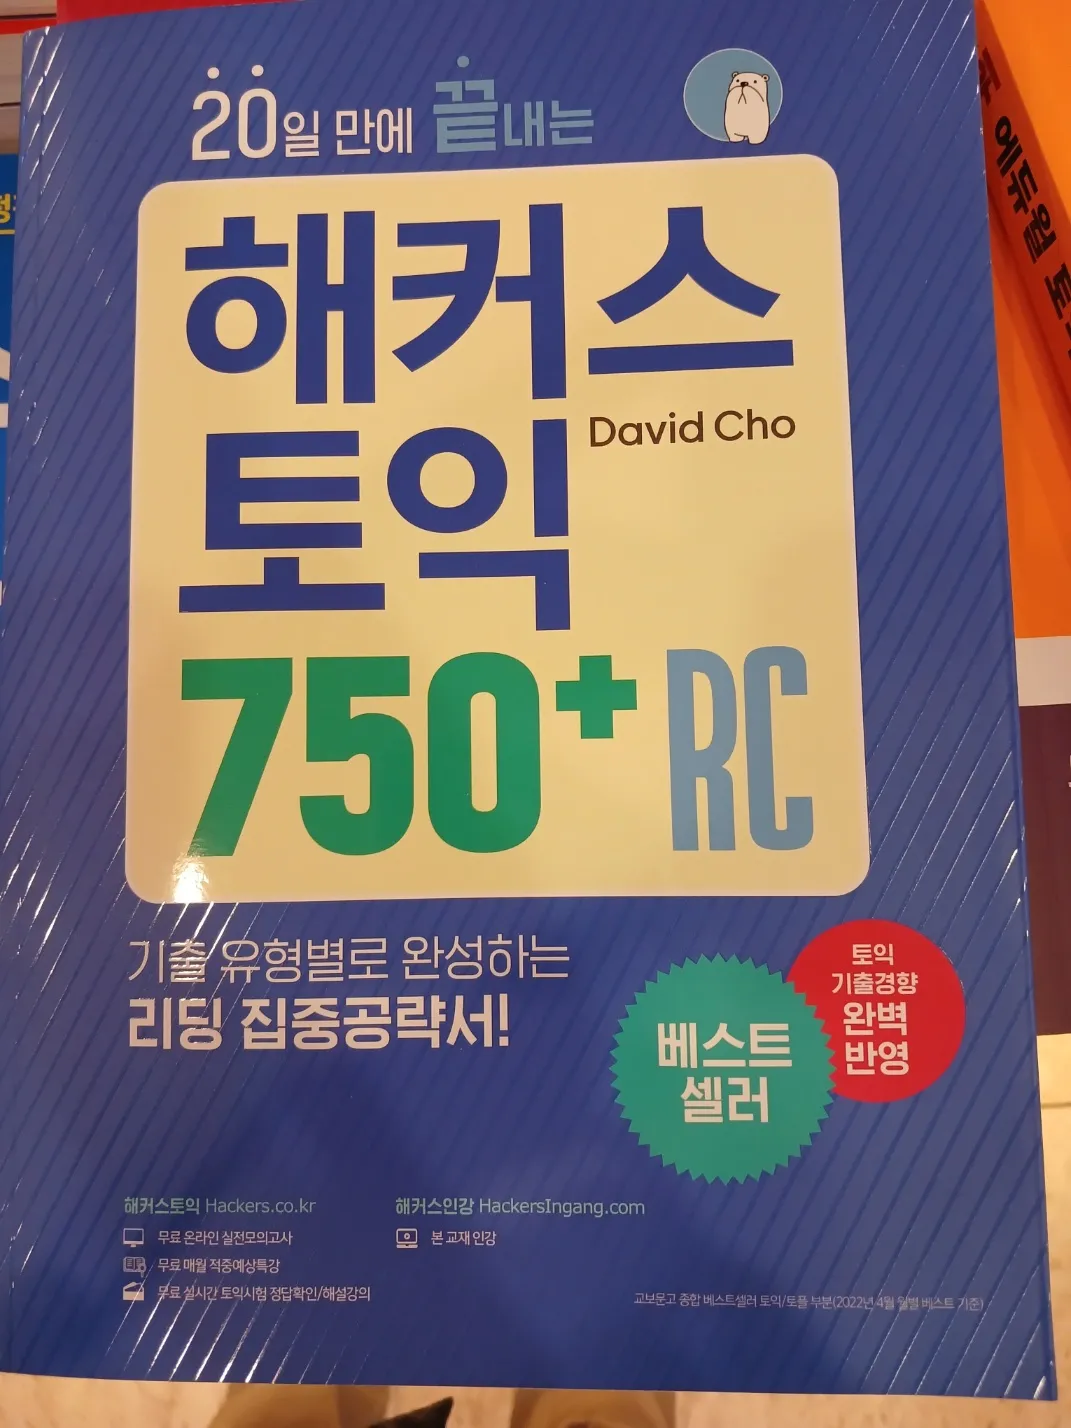 20일 만에 끝내는
해커스
토익
David Cho
750+ RC
기출 유형별로 완성하는
리딩 집중공략서!
베스트
셀러
토익
기출경향
완벽
반영
해커스토익 Hackers.co.kr
무료 온라인 실전모의고사
무료 매월 적중예상특강
무료 실시간 토익시험 정답확인/해설강의
해커스인강 HackersIngang.com
본 교재 인강
교보문고 종합 베스트셀러 토익/토플 부분(2022년 4월 월별 베스트 기준)
에듀윌